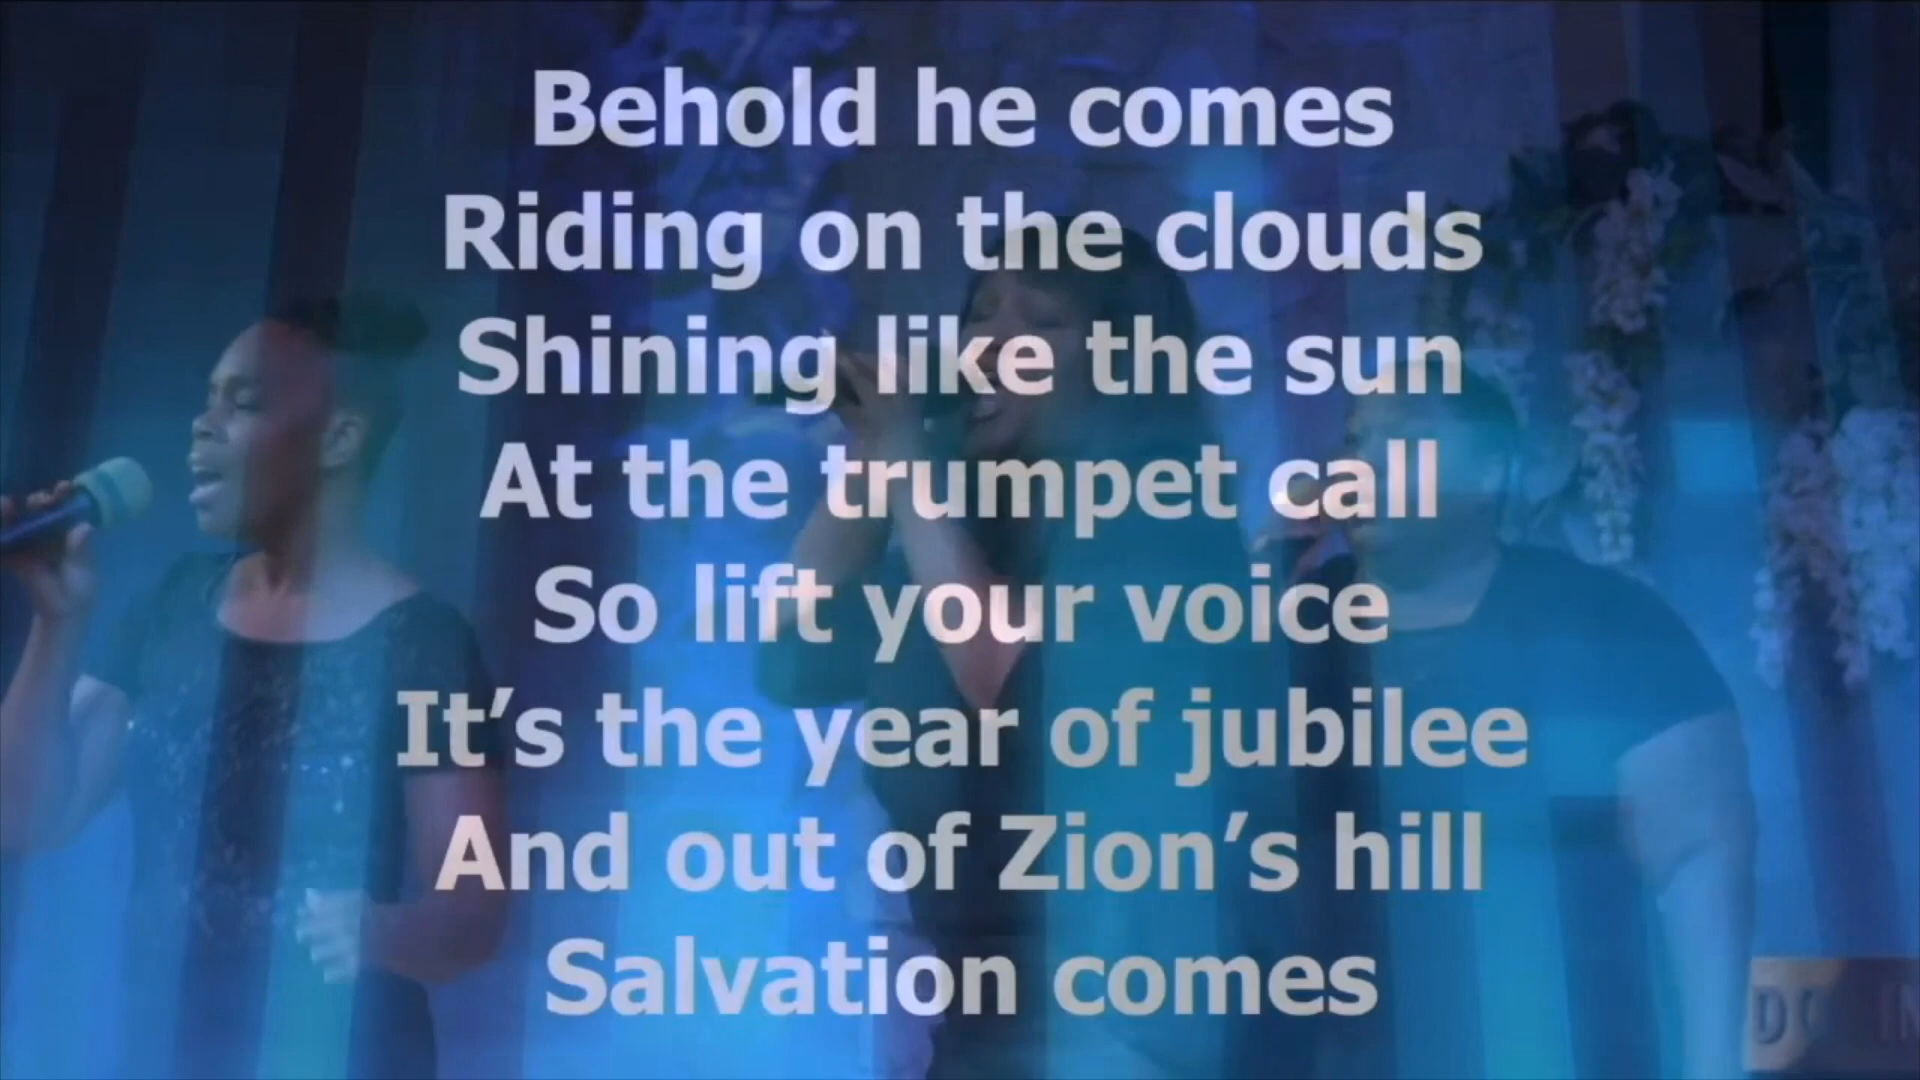 Behold he comes
Riding on the clouds
Shining like the sun
At the trumpet call
So lift your voice
It’s the year of jubilee
And out of Zion’s hill
Salvation comes